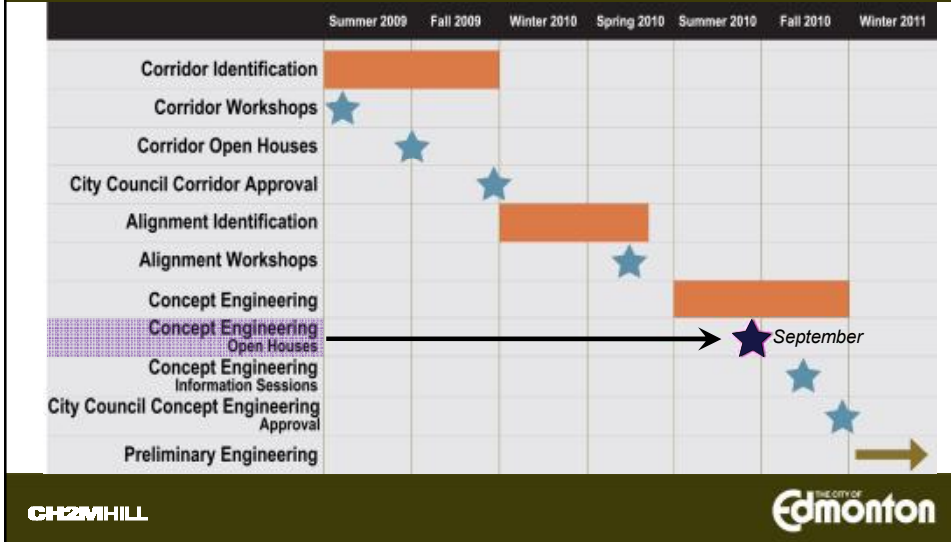 Summer 2009 Fall 2009 Winter 2010 Spring 2010 Summer 2010 Fall 2010 Winter 2011
Corridor Identification
Corridor Workshops
Corridor Open Houses
City Council Corridor Approval
Alignment Identification
Alignment Workshops
Concept Engineering
Concept Engineering
Open Houses
September
Concept Engineering
Information Sessions
City Council Concept Engineering
Approval
Preliminary Engineering
CH2MHILL
THE CITY OF
Edmonton